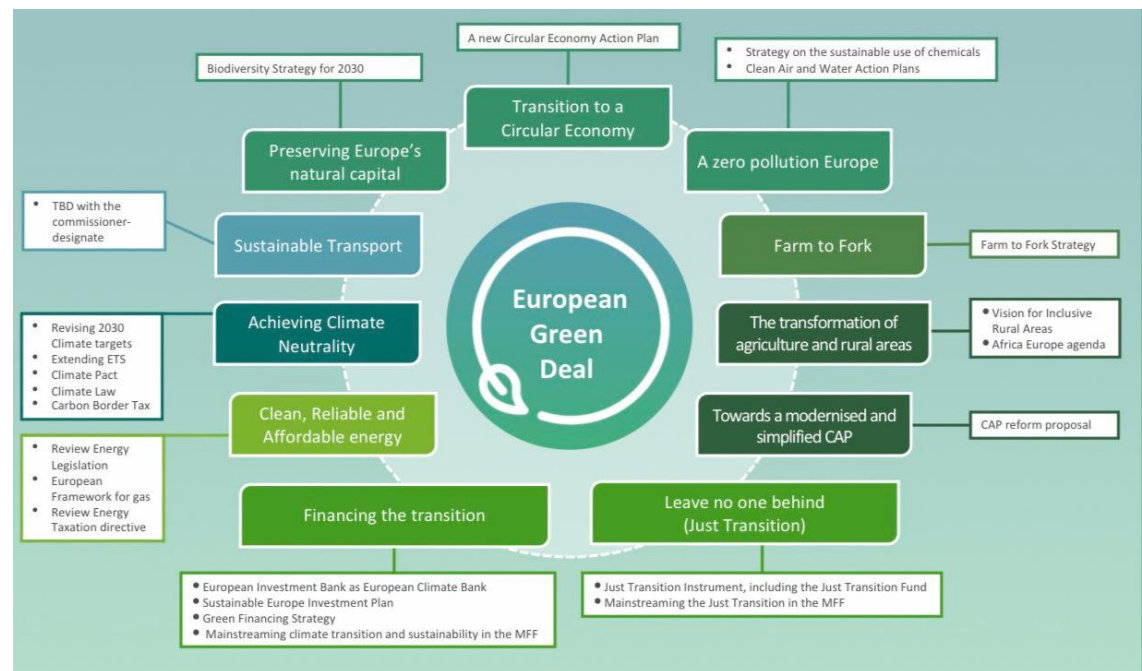 A new Circular Economy Action Plan
Biodiversity Strategy for 2030
• Strategy on the sustainable use of chemicals
• Clean Air and Water Action Plans
Transition to a
Circular Economy
Preserving Europe's
natural capital
A zero pollution Europe
• TBD with the
commissioner-
designate
Sustainable Transport
Farm to Fork
Farm to Fork Strategy
European
Green
Deal
• Revising 2030
Climate targets
• Extending ETS
• Climate Pact
• Climate Law
• Carbon Border Tax
Achieving Climate
Neutrality
The transformation of
agriculture and rural areas
• Vision for Inclusive
Rural Areas
• Africa Europe agenda
Clean, Reliable and
Affordable energy
Towards a modernised and
simplified CAP
CAP reform proposal
• Review Energy
Legislation
• European
Framework for gas
• Review Energy
Taxation directive
Financing the transition
Leave no one behind
(Just Transition)
• European Investment Bank as European Climate Bank
• Sustainable Europe Investment Plan
• Green Financing Strategy
• Mainstreaming climate transition and sustainability in the MFF
• Just Transition Instrument, including the Just Transition Fund
• Mainstreaming the Just Transition in the MFF